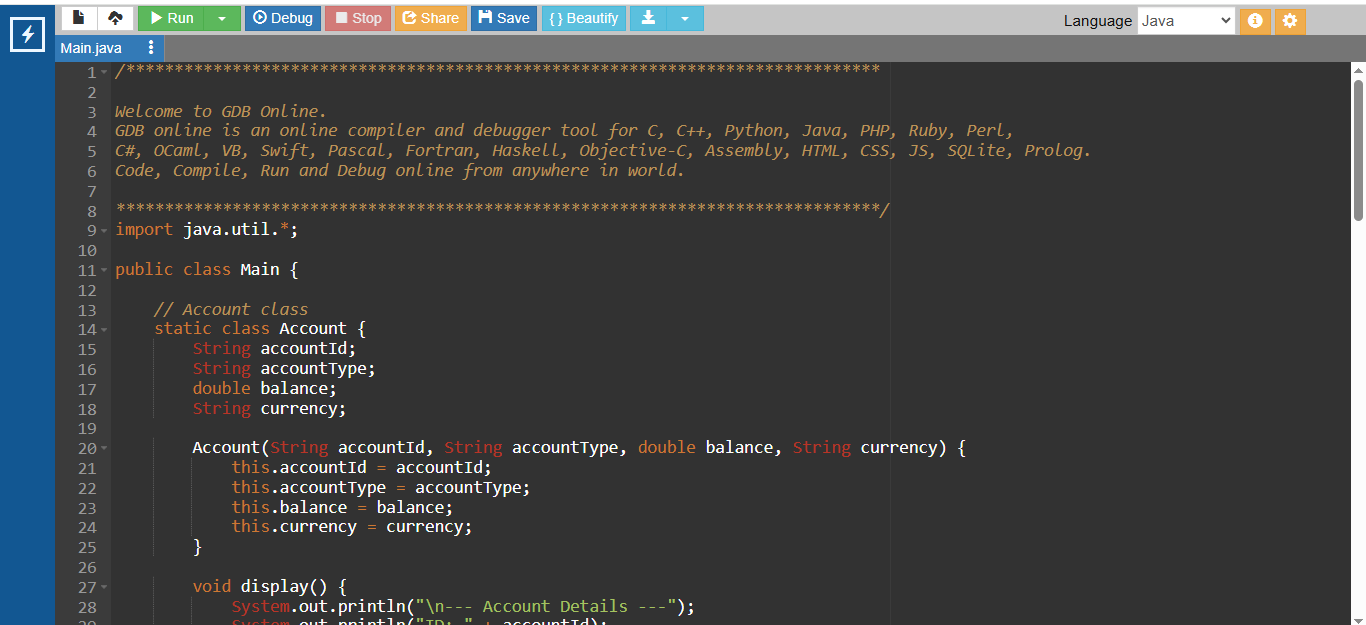 Run Debug Stop Share Save { } Beautify Language Java
Main.java
1 /******************************************************************************
2
3 Welcome to GDB Online.
4 GDB online is an online compiler and debugger tool for C, C++, Python, Java, PHP, Ruby, Perl,
5 C#, OCaml, VB, Swift, Pascal, Fortran, Haskell, Objective-C, Assembly, HTML, CSS, JS, SQLite, Prolog.
6 Code, Compile, Run and Debug online from anywhere in world.
7
8 *******************************************************************************/
9 import java.util.*;
10
11 public class Main {
12
13 // Account class
14 static class Account {
15 String accountId;
16 String accountType;
17 double balance;
18 String currency;
19
20 Account(String accountId, String accountType, double balance, String currency) {
21 this.accountId = accountId;
22 this.accountType = accountType;
23 this.balance = balance;
24 this.currency = currency;
25 }
26
27 void display() {
28 System.out.println("\n--- Account Details ---");
29 System.out.println("ID: " + accountId);